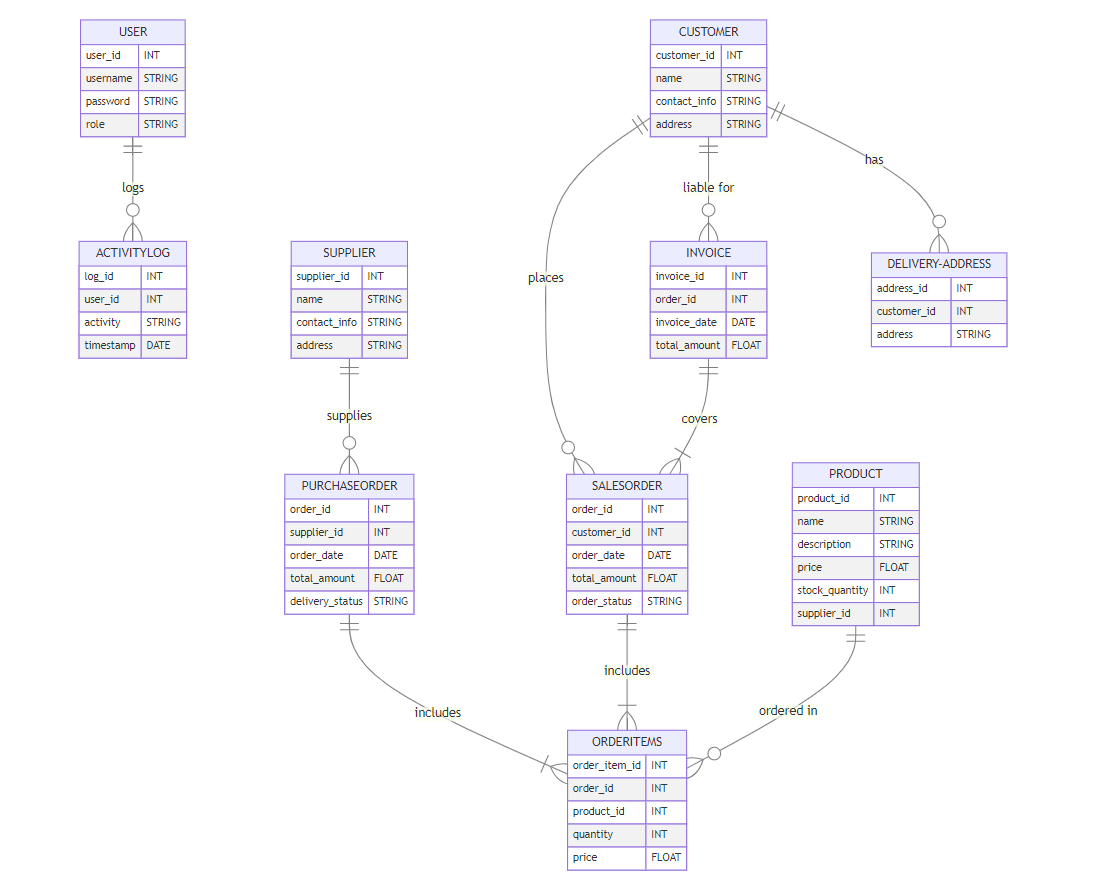 USER
user_id INT
username STRING
password STRING
role STRING
CUSTOMER
customer_id INT
name STRING
contact_info STRING
address STRING
logs
places
liable for
has
ACTIVITYLOG
log_id INT
user_id INT
activity STRING
timestamp DATE
SUPPLIER
supplier_id INT
name STRING
contact_info STRING
address STRING
INVOICE
invoice_id INT
order_id INT
invoice_date DATE
total_amount FLOAT
DELIVERY-ADDRESS
address_id INT
customer_id INT
address STRING
supplies
covers
PURCHASEORDER
order_id INT
supplier_id INT
order_date DATE
total_amount FLOAT
delivery_status STRING
SALESORDER
order_id INT
customer_id INT
order_date DATE
total_amount FLOAT
order_status STRING
PRODUCT
product_id INT
name STRING
description STRING
price FLOAT
stock_quantity INT
supplier_id INT
includes
includes
ordered in
ORDERITEMS
order_item_id INT
order_id INT
product_id INT
quantity INT
price FLOAT